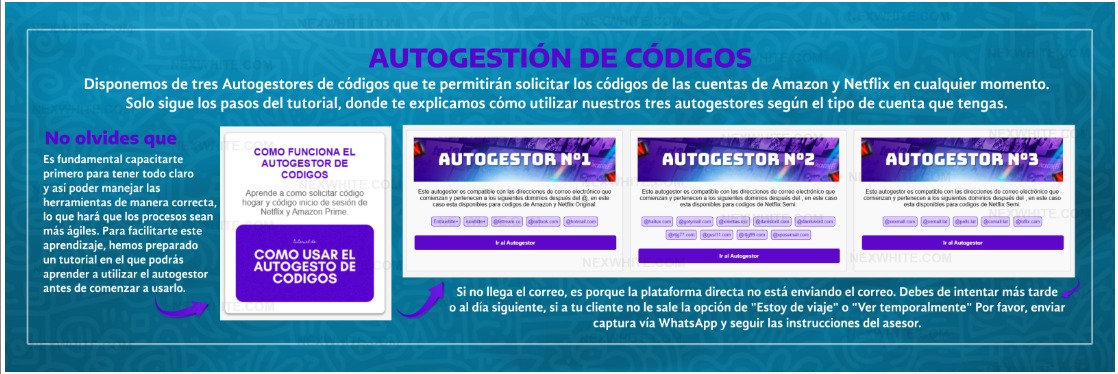 AUTOGESTIÓN DE CÓDIGOS
Disponemos de tres Autogestores de códigos que te permitirán solicitar los códigos de las cuentas de Amazon y Netflix en cualquier momento.
Solo sigue los pasos del tutorial, donde te explicamos cómo utilizar nuestros tres autogestores según el tipo de cuenta que tengas.
No olvides que
Es fundamental capacitarte
primero para tener todo claro
y así poder manejar las
herramientas de manera correcta,
lo que hará que los procesos sean
más ágiles. Para facilitarte este
aprendizaje, hemos preparado
un tutorial en el que podrás
aprender a utilizar el autogestor
antes de comenzar a usarlo.
COMO FUNCIONA EL
AUTOGESTOR DE
CODIGOS
Aprende a como solicitar código
hogar y código inicio de sesión de
Netflix y Amazon Prime.
Tutorial de
COMO USAR EL
AUTOGESTO DE
CODIGOS
AUTOGESTOR Nº1
Este autogestor es compatible con las direcciones de correo electrónico que
comienzan y pertenecen a los siguientes dominios después del @, en este
caso esta disponibles para codigos de Amazon y Netflix Original:
@outlook.com @hotmail.com
Ir al Autogestor
AUTOGESTOR Nº2
Este autogestor es compatible con las direcciones de correo electrónico que
comienzan y pertenecen a los siguientes dominios después del , en este caso
esta disponibles para codigos de Netflix Semi:
Ir al Autogestor
AUTOGESTOR Nº3
Este autogestor es compatible con las direcciones de correo electrónico que
comienzan y pertenecen a los siguientes dominios después del , en este caso
esta disponibles para codigos de Netflix Semi:
Ir al Autogestor
Si no llega el correo, es porque la plataforma directa no está enviando el correo. Debes de intentar más tarde
o al día siguiente, si a tu cliente no le sale la opción de "Estoy de viaje" o "Ver temporalmente" Por favor, enviar
captura vía WhatsApp y seguir las instrucciones del asesor.
NEXWHITE.COM